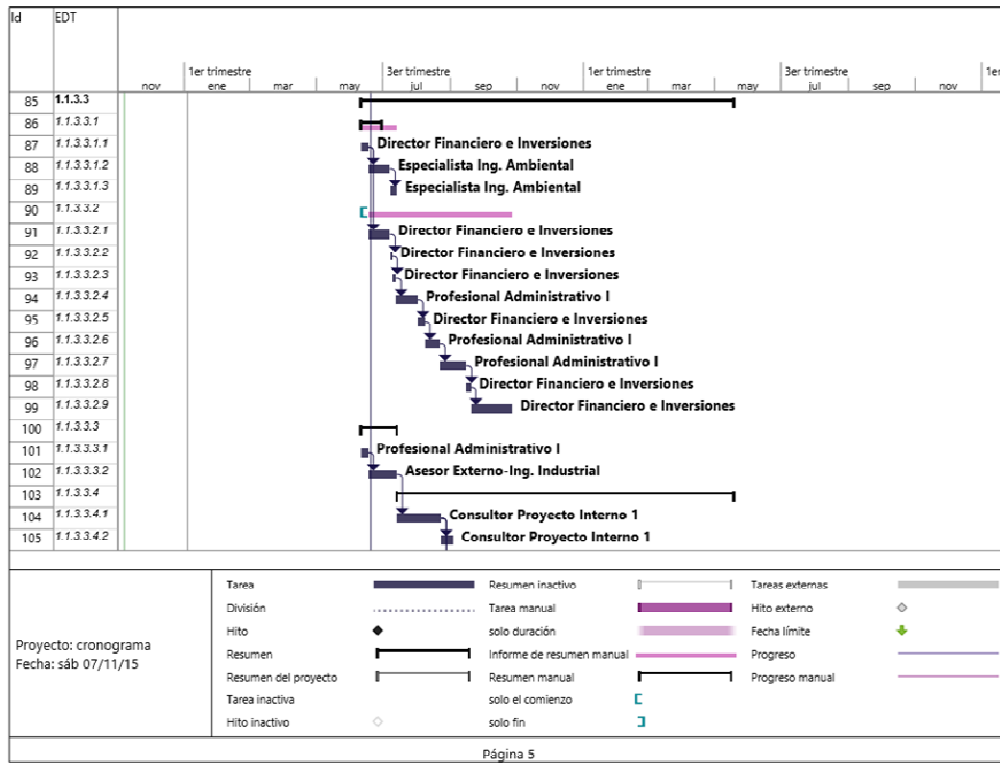 Id EDT
1er trimestre 3er trimestre 1er trimestre 3er trimestre 1er
nov ene mar may jul sep nov ene mar may jul sep nov
85 1.1.3.3
86 1.1.3.3.1
87 1.1.3.3.1.1 Director Financiero e Inversiones
88 1.1.3.3.1.2 Especialista Ing. Ambiental
89 1.1.3.3.1.3 Especialista Ing. Ambiental
90 1.1.3.3.2
91 1.1.3.3.2.1 Director Financiero e Inversiones
92 1.1.3.3.2.2 Director Financiero e Inversiones
93 1.1.3.3.2.3 Director Financiero e Inversiones
94 1.1.3.3.2.4 Profesional Administrativo I
95 1.1.3.3.2.5 Director Financiero e Inversiones
96 1.1.3.3.2.6 Profesional Administrativo I
97 1.1.3.3.2.7 Profesional Administrativo I
98 1.1.3.3.2.8 Director Financiero e Inversiones
99 1.1.3.3.2.9 Director Financiero e Inversiones
100 1.1.3.3.3
101 1.1.3.3.3.1 Profesional Administrativo I
102 1.1.3.3.3.2 Asesor Externo-Ing. Industrial
103 1.1.3.3.4
104 1.1.3.3.4.1 Consultor Proyecto Interno 1
105 1.1.3.3.4.2 Consultor Proyecto Interno 1
Proyecto: cronograma
Fecha: sáb 07/11/15
Tarea
División
Hito
Resumen
Resumen del proyecto
Tarea inactiva
Hito inactivo
Resumen inactivo
Tarea manual
solo duración
Informe de resumen manual
Resumen manual
solo el comienzo
solo fin
Tareas externas
Hito externo
Fecha límite
Progreso
Progreso manual
Página 5